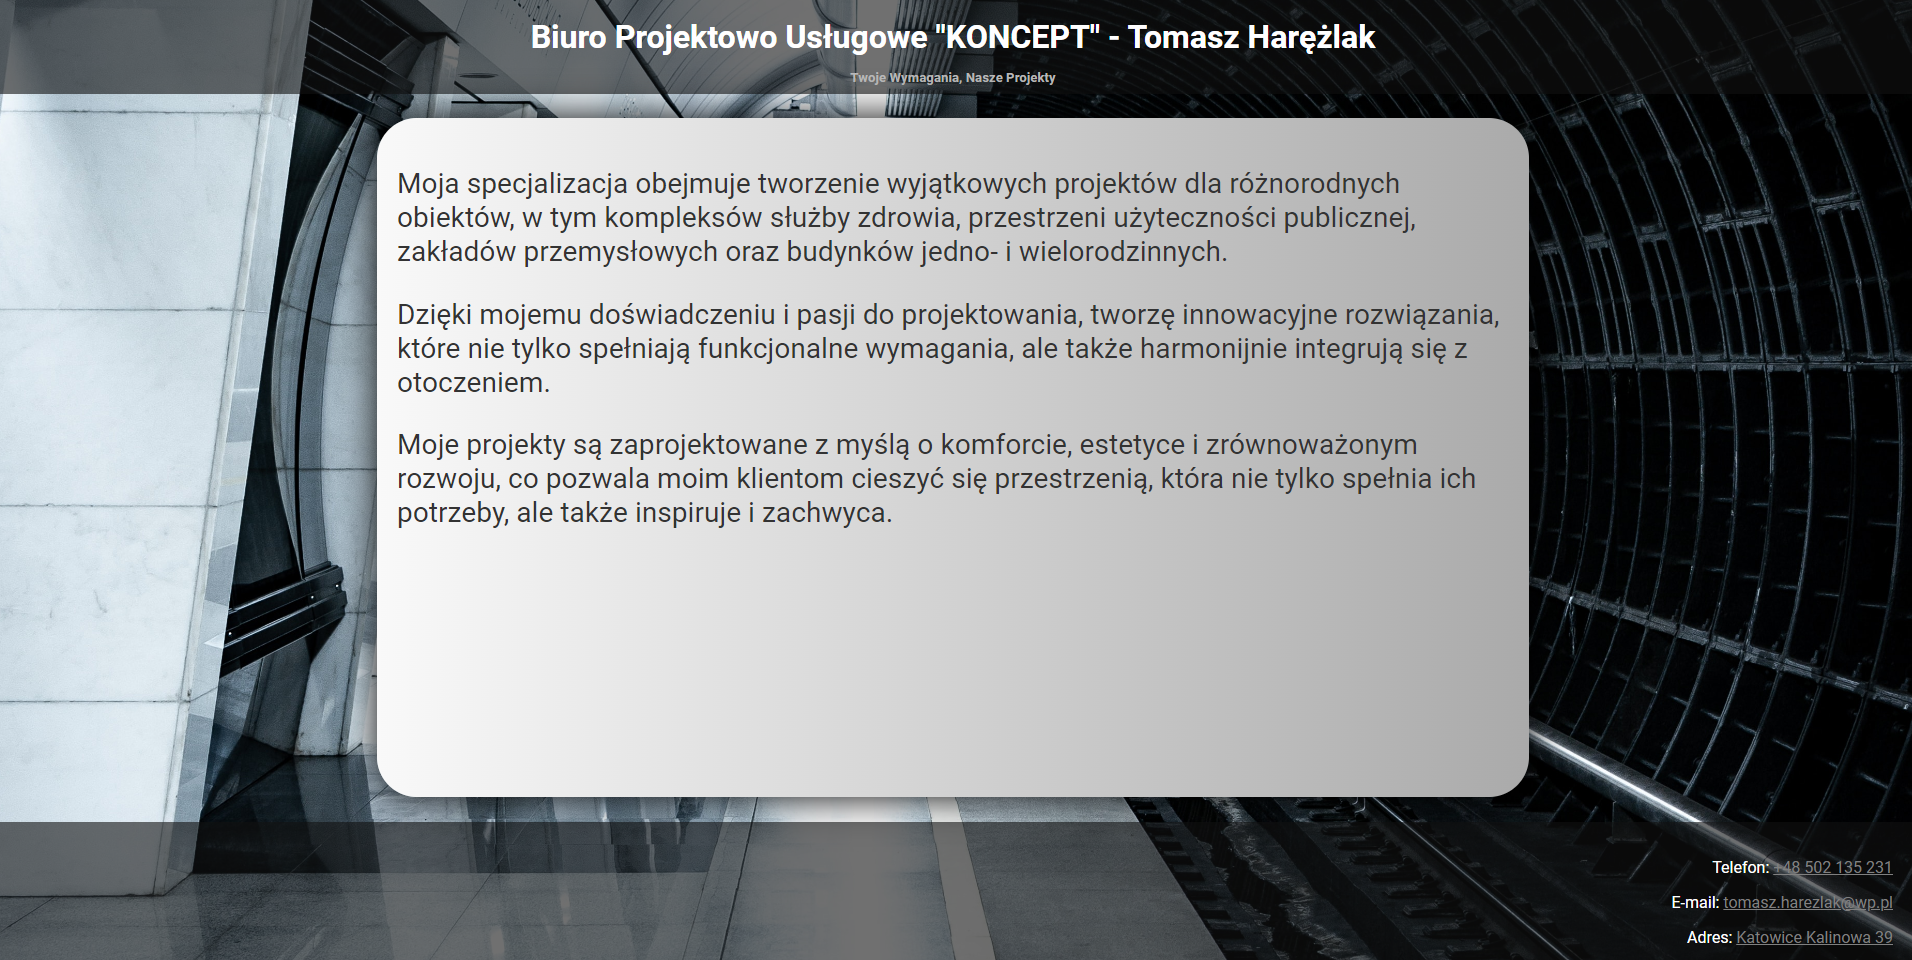 Biuro Projektowo Usługowe "KONCEPT" - Tomasz Harężlak
Twoje Wymagania, Nasze Projekty
Moja specjalizacja obejmuje tworzenie wyjątkowych projektów dla różnorodnych
obiektów, w tym kompleksów służby zdrowia, przestrzeni użyteczności publicznej,
zakładów przemysłowych oraz budynków jedno- i wielorodzinnych.
Dzięki mojemu doświadczeniu i pasji do projektowania, tworzę innowacyjne rozwiązania,
które nie tylko spełniają funkcjonalne wymagania, ale także harmonijnie integrują się z
otoczeniem.
Moje projekty są zaprojektowane z myślą o komforcie, estetyce i zrównoważonym
rozwoju, co pozwala moim klientom cieszyć się przestrzenią, która nie tylko spełnia ich
potrzeby, ale także inspiruje i zachwyca.
Telefon: +48 502 135 231
E-mail: tomasz.harezlak@wp.pl
Adres: Katowice Kalinowa 39